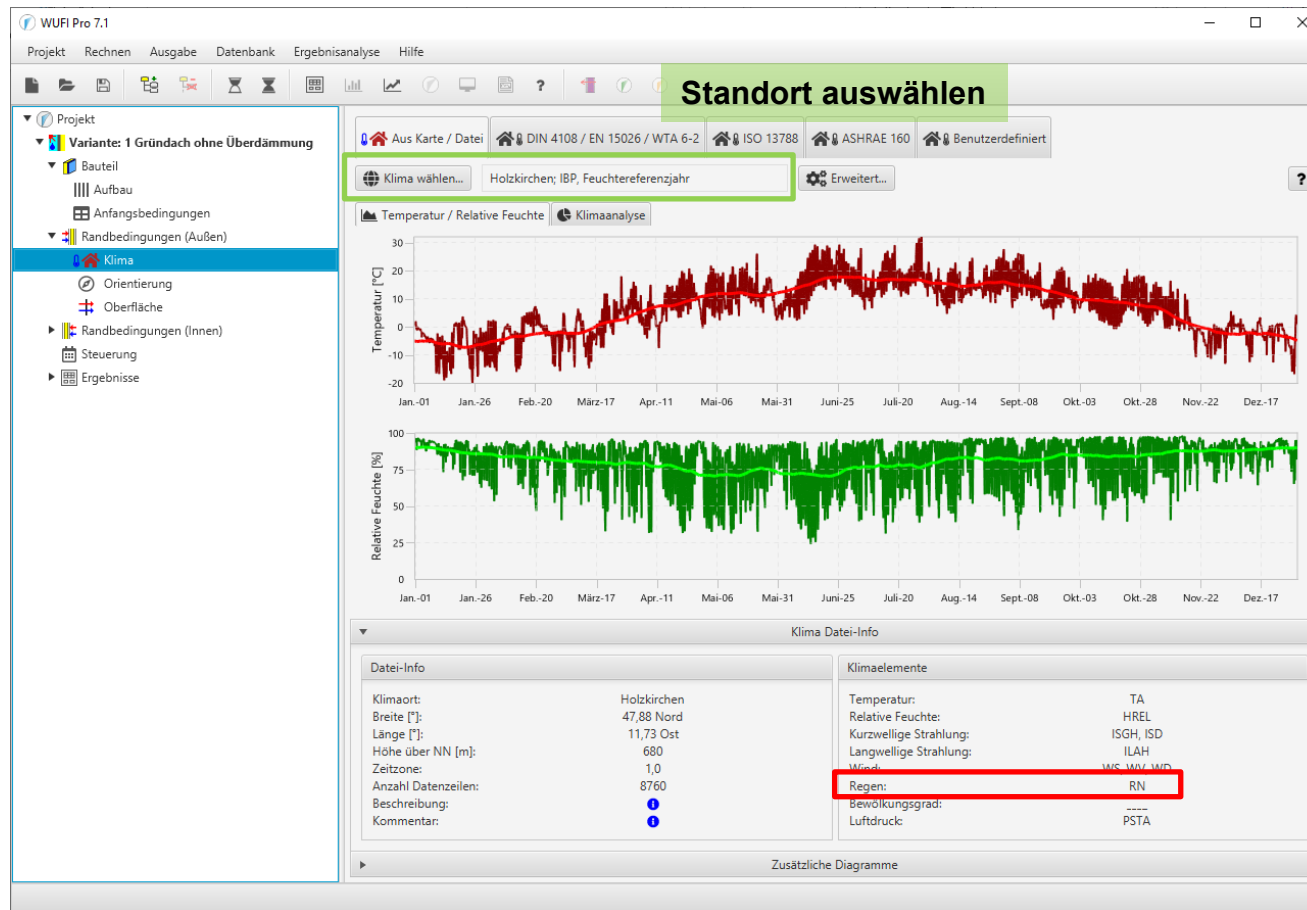 WUFI Pro 7.1
Projekt Rechnen Ausgabe Datenbank Ergebnisanalyse Hilfe
?
Standort auswählen
Projekt
Variante: 1 Gründach ohne Überdämmung
Bauteil
Aufbau
Anfangsbedingungen
Randbedingungen (Außen)
Klima
Orientierung
Oberfläche
Randbedingungen (Innen)
Steuerung
Ergebnisse
Aus Karte / Datei DIN 4108 / EN 15026 / WTA 6-2 ISO 13788 ASHRAE 160 Benutzerdefiniert
Klima wählen... Holzkirchen; IBP, Feuchtereferenzjahr Erweitert... ?
Temperatur / Relative Feuchte Klimaanalyse
Temperatur [°C]
30
20
10
0
-10
-20
Jan.-01 Jan.-26 Feb.-20 März-17 Apr.-11 Mai-06 Mai-31 Juni-25 Juli-20 Aug.-14 Sept.-08 Okt.-03 Okt.-28 Nov.-22 Dez.-17
Relative Feuchte [%]
100
75
50
25
0
Jan.-01 Jan.-26 Feb.-20 März-17 Apr.-11 Mai-06 Mai-31 Juni-25 Juli-20 Aug.-14 Sept.-08 Okt.-03 Okt.-28 Nov.-22 Dez.-17
Klima Datei-Info
Datei-Info
Klimaort: Holzkirchen
Breite [°]: 47,88 Nord
Länge [°]: 11,73 Ost
Höhe über NN [m]: 680
Zeitzone: 1,0
Anzahl Datenzeilen: 8760
Beschreibung:
Kommentar:
Klimaelemente
Temperatur: TA
Relative Feuchte: HREL
Kurzwellige Strahlung: ISGH, ISD
Langwellige Strahlung: ILAH
Wind: WS, WV, WD
Regen: RN
Bewölkungsgrad: ____
Luftdruck: PSTA
Zusätzliche Diagramme